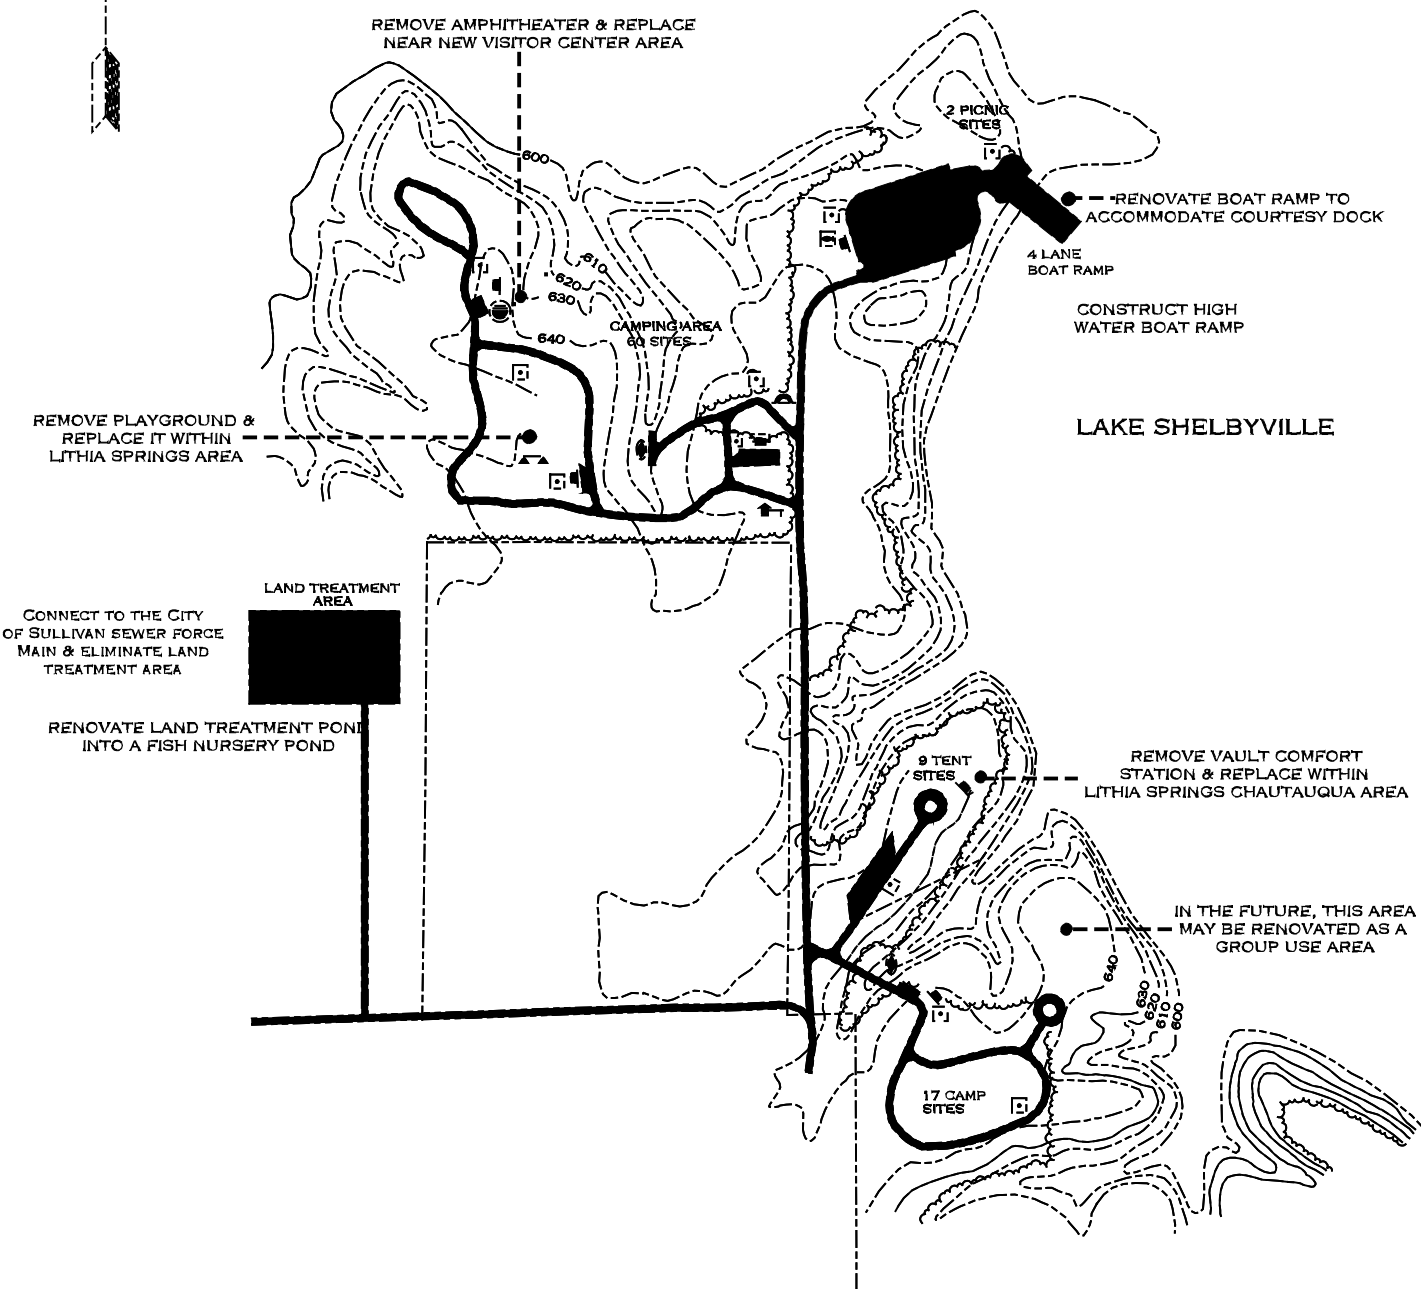 REMOVE AMPHITHEATER & REPLACE
NEAR NEW VISITOR CENTER AREA
2 PICNIC
SITES
600
RENOVATE BOAT RAMP TO
ACCOMMODATE COURTESY DOCK
4 LANE
BOAT RAMP
610
620
630
640
CAMPING AREA
60 SITES
CONSTRUCT HIGH
WATER BOAT RAMP
REMOVE PLAYGROUND &
REPLACE IT WITHIN
LITHIA SPRINGS AREA
LAKE SHELBYVILLE
LAND TREATMENT
AREA
CONNECT TO THE CITY
OF SULLIVAN SEWER FORCE
MAIN & ELIMINATE LAND
TREATMENT AREA
RENOVATE LAND TREATMENT POND
INTO A FISH NURSERY POND
9 TENT
SITES
REMOVE VAULT COMFORT
STATION & REPLACE WITHIN
LITHIA SPRINGS CHAUTAUQUA AREA
IN THE FUTURE, THIS AREA
MAY BE RENOVATED AS A
GROUP USE AREA
640
630
620
610
600
17 CAMP
SITES